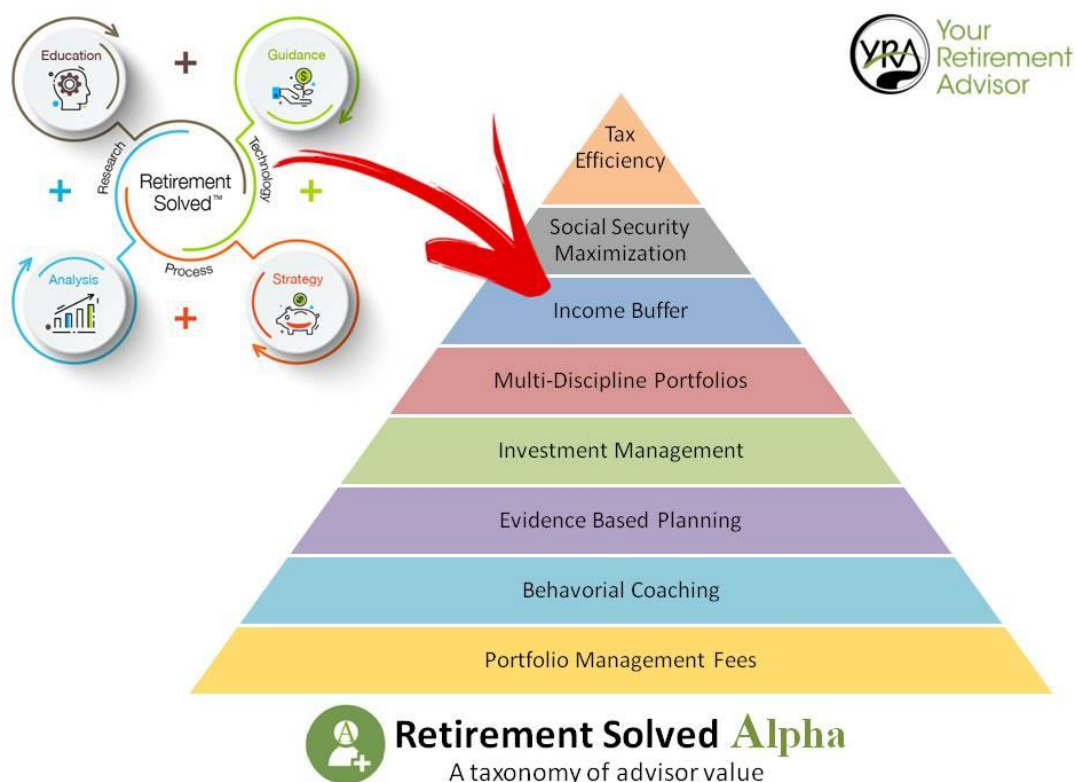 Education
Guidance
Research
Technology
Retirement
Solved™
Process
Analysis
Strategy
YRA
Your
Retirement
Advisor
Tax
Efficiency
Social Security
Maximization
Income Buffer
Multi-Discipline Portfolios
Investment Management
Evidence Based Planning
Behavorial Coaching
Portfolio Management Fees
A
Retirement Solved Alpha
A taxonomy of advisor value